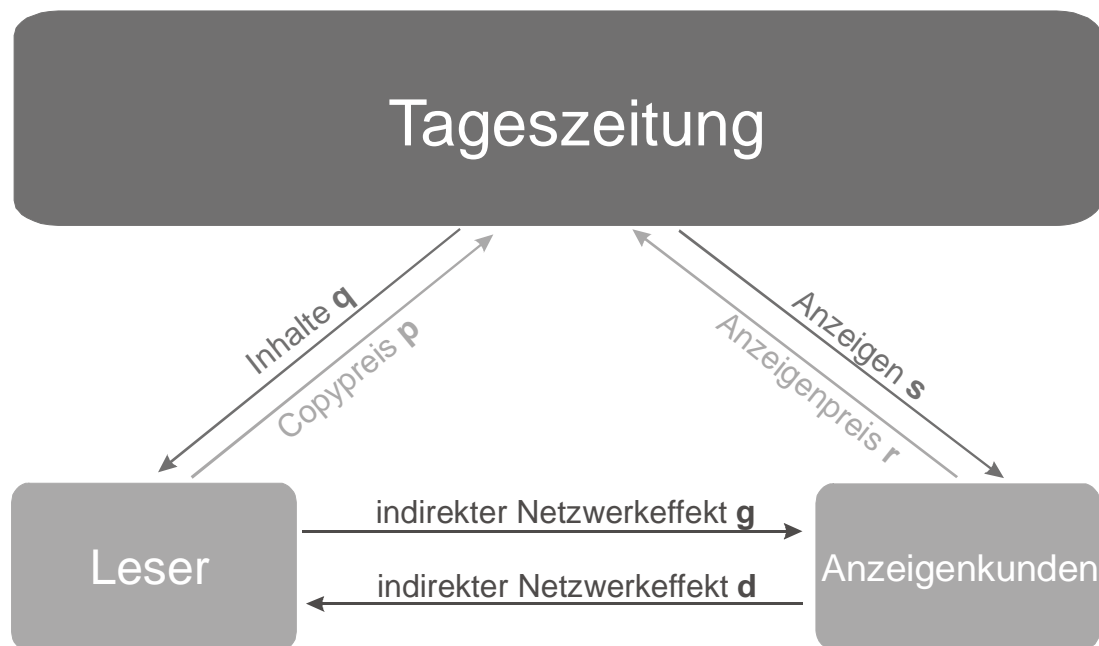 Tageszeitung
Inhalte q
Copypreis p
Anzeigen s
Anzeigenpreis r
indirekter Netzwerkeffekt g
Leser
Anzeigenkunden
indirekter Netzwerkeffekt d